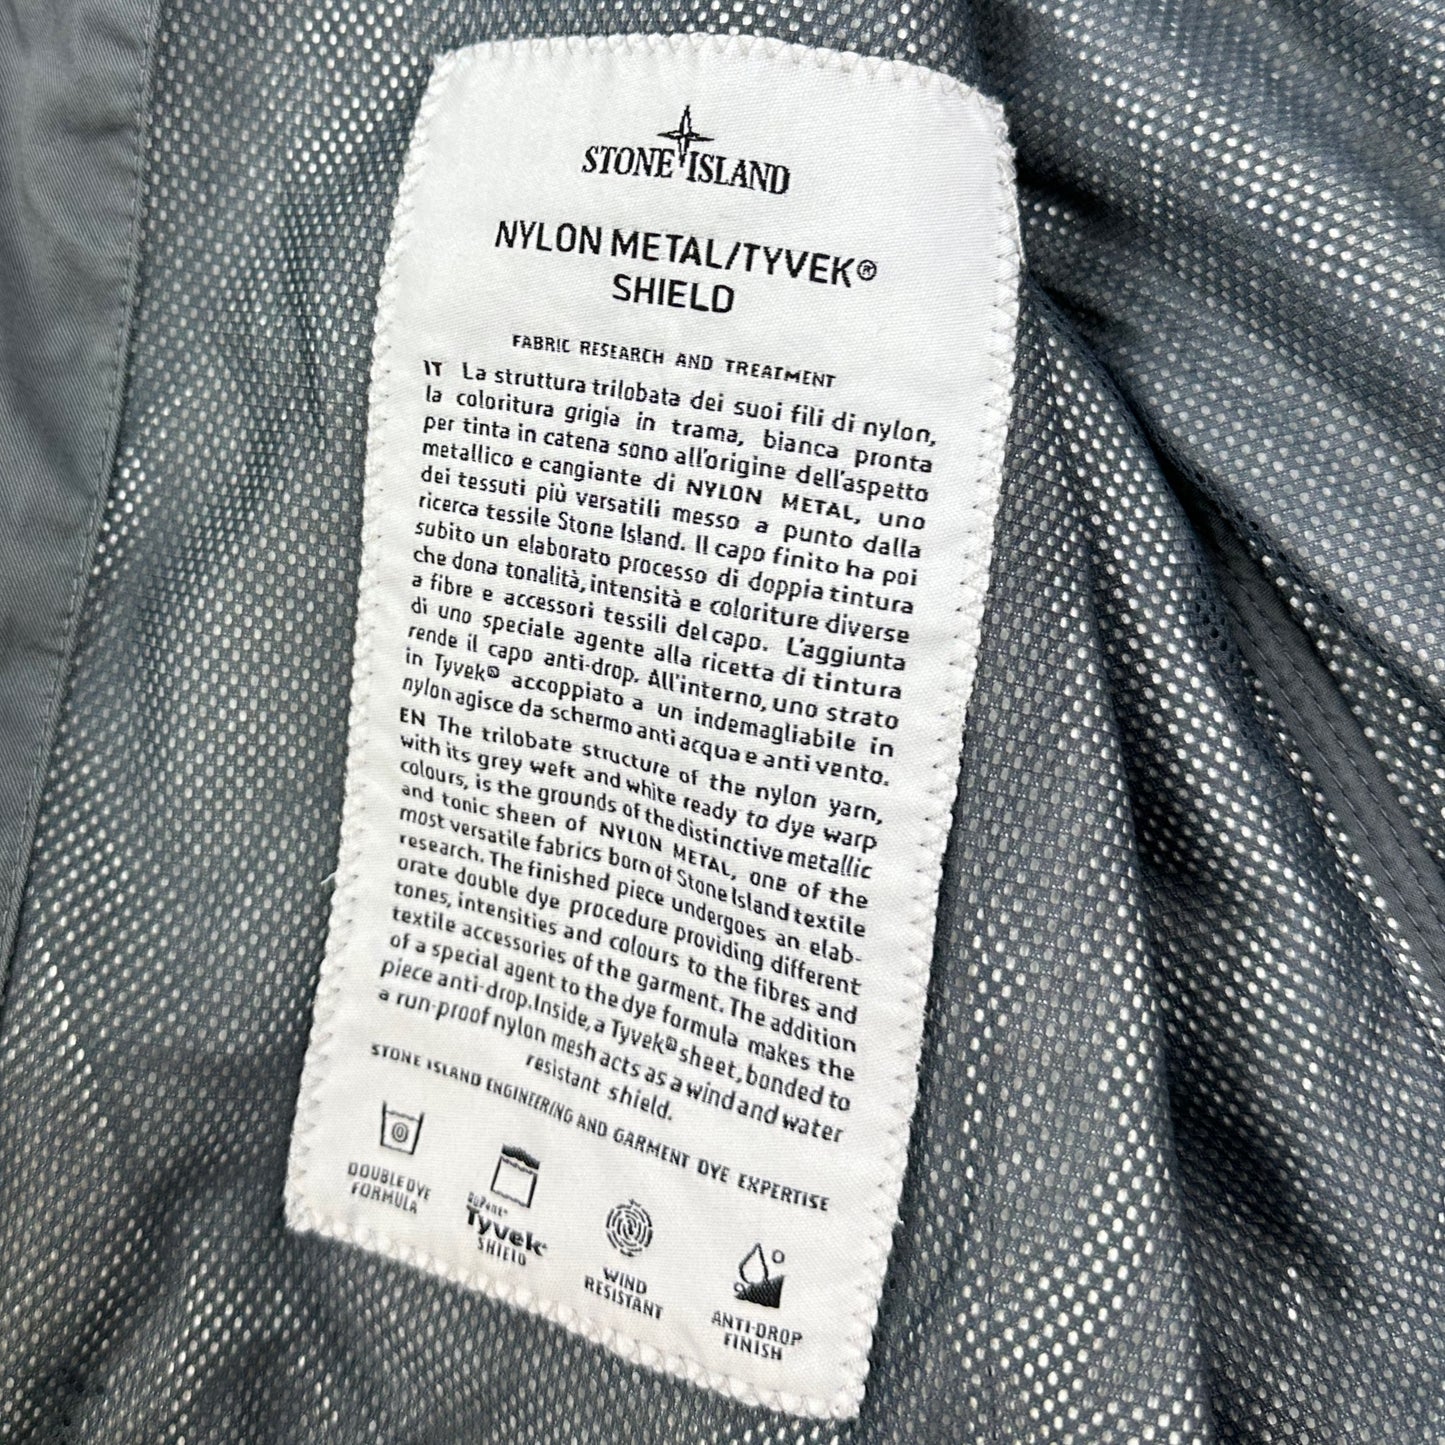 STONE ISLAND
NYLON METAL/TYVEK®
SHIELD
FABRIC RESEARCH AND TREATMENT
IT La struttura trilobata dei suoi fili di nylon,
la coloritura grigia in trama, bianca pronta
per tinta in catena sono all'origine dell'aspetto
metallico e cangiante di NYLON METAL, uno
dei tessuti più versatili messo a punto dalla
ricerca tessile Stone Island. Il capo finito ha poi
subito un elaborato processo di doppia tintura
che dona tonalità, intensità e coloriture diverse
a fibre e accessori tessili del capo. L'aggiunta
di uno speciale agente alla ricetta di tintura
rende il capo anti-drop. All'interno, uno strato
in Tyvek® accoppiato a un indemagliabile in
nylon agisce da schermo anti acqua e anti vento.
EN The trilobate structure of the nylon yarn,
with its grey weft and white ready to dye warp
colours, is the grounds of the distinctive metallic
and tonic sheen of NYLON METAL, one of the
most versatile fabrics born of Stone Island textile
research. The finished piece undergoes an elab-
orate double dye procedure providing different
tones, intensities and colours to the fibres and
textile accessories of the garment. The addition
of a special agent to the dye formula makes the
piece anti-drop. Inside, a Tyvek® sheet, bonded to
a run-proof nylon mesh acts as a wind and water
resistant shield.
STONE ISLAND ENGINEERING AND GARMENT DYE EXPERTISE
DOUBLE DYE
FORMULA
DuPont™
Tyvek®
SHIELD
WIND
RESISTANT
ANTI-DROP
FINISH